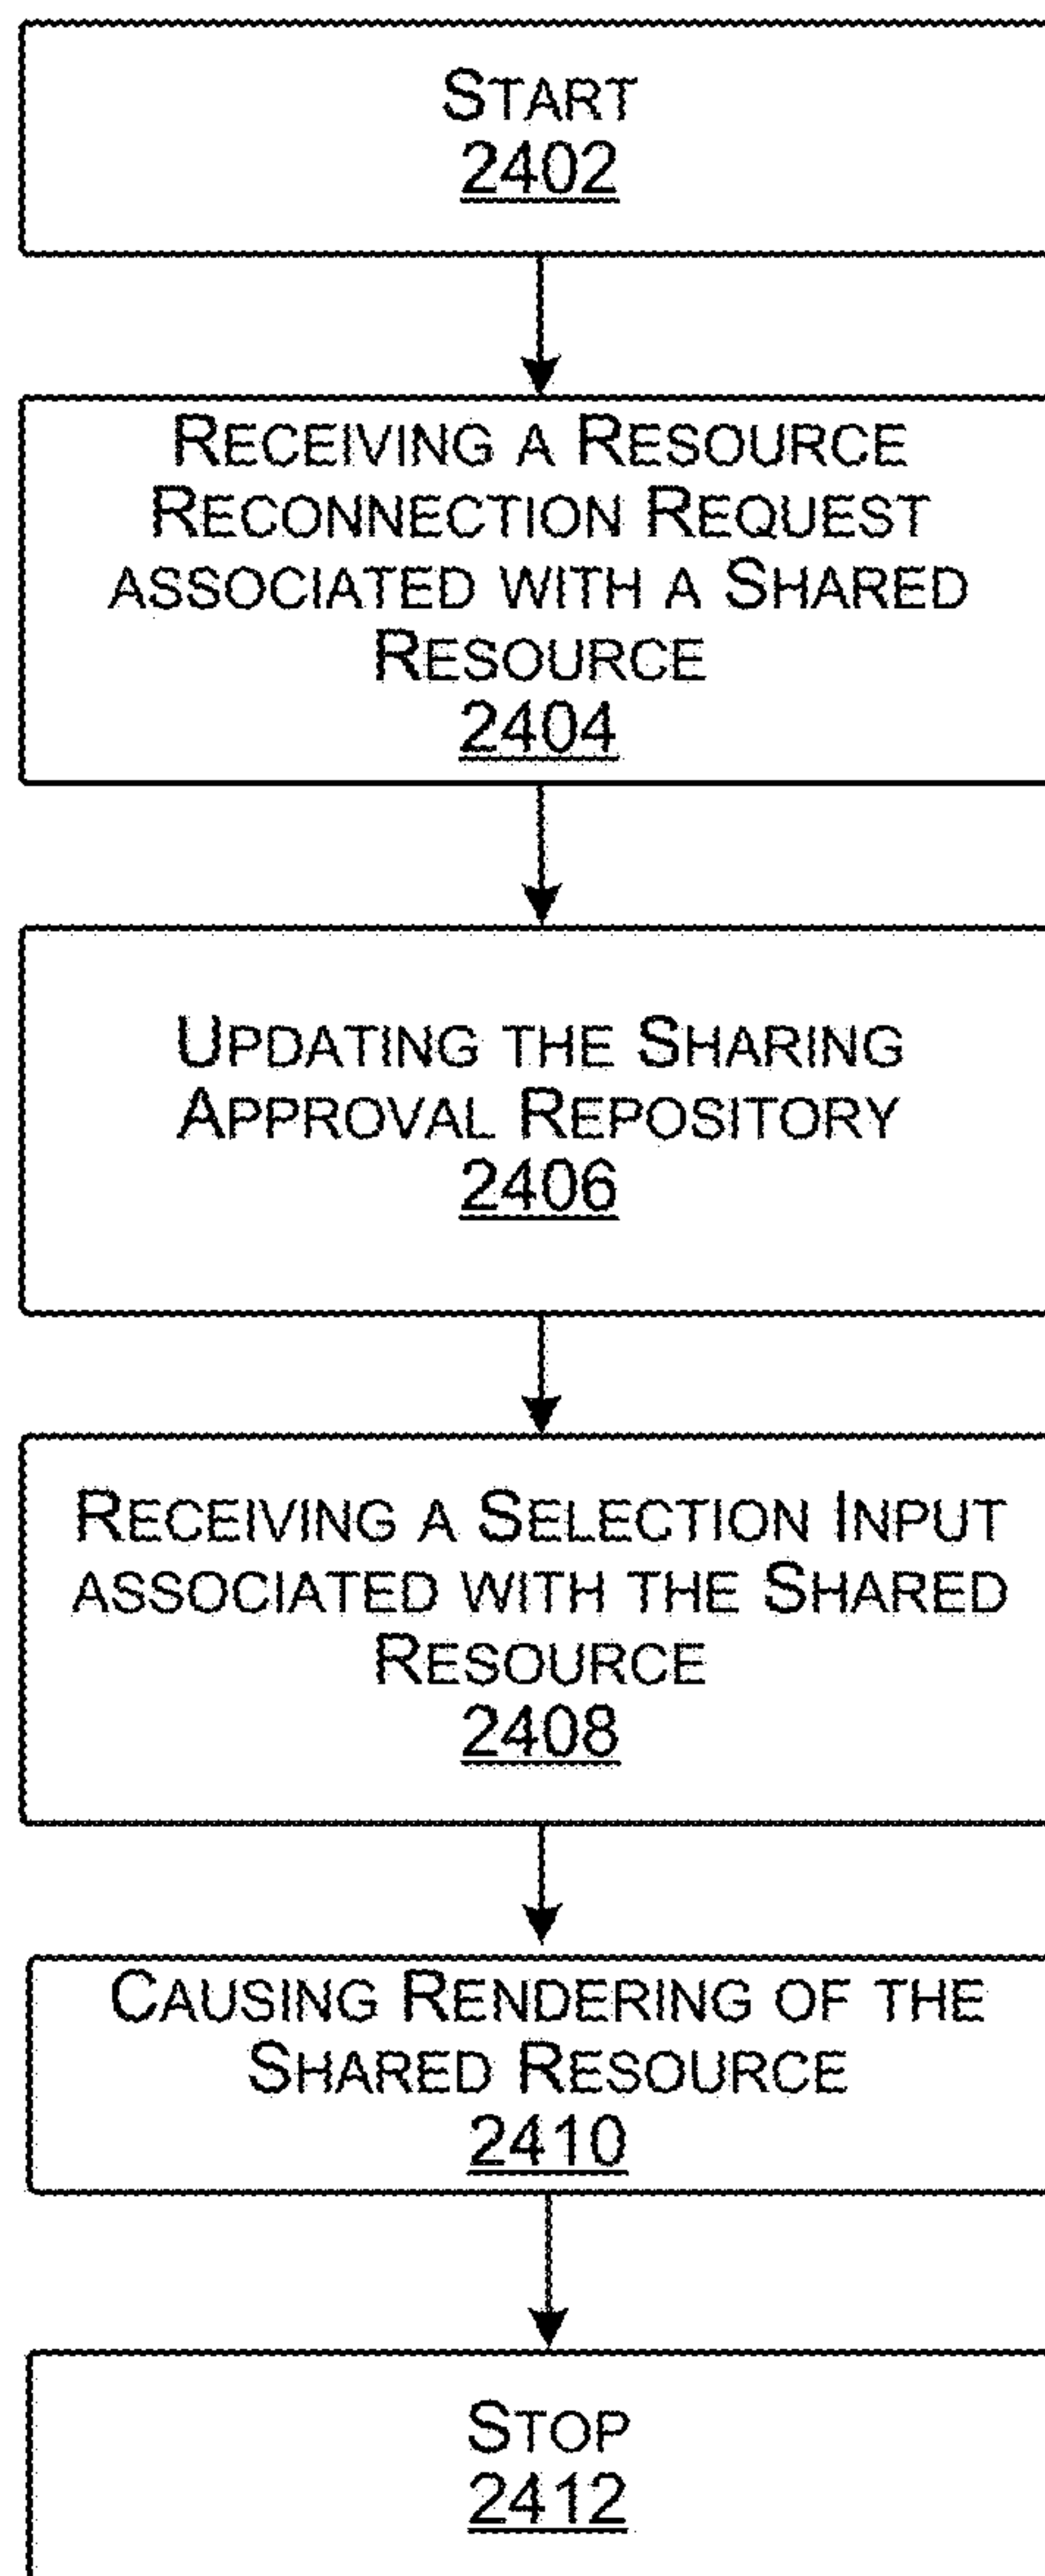 START
2402
RECEIVING A RESOURCE
RECONNECTION REQUEST
ASSOCIATED WITH A SHARED
RESOURCE
2404
UPDATING THE SHARING
APPROVAL REPOSITORY
2406
RECEIVING A SELECTION INPUT
ASSOCIATED WITH THE SHARED
RESOURCE
2408
CAUSING RENDERING OF THE
SHARED RESOURCE
2410
STOP
2412